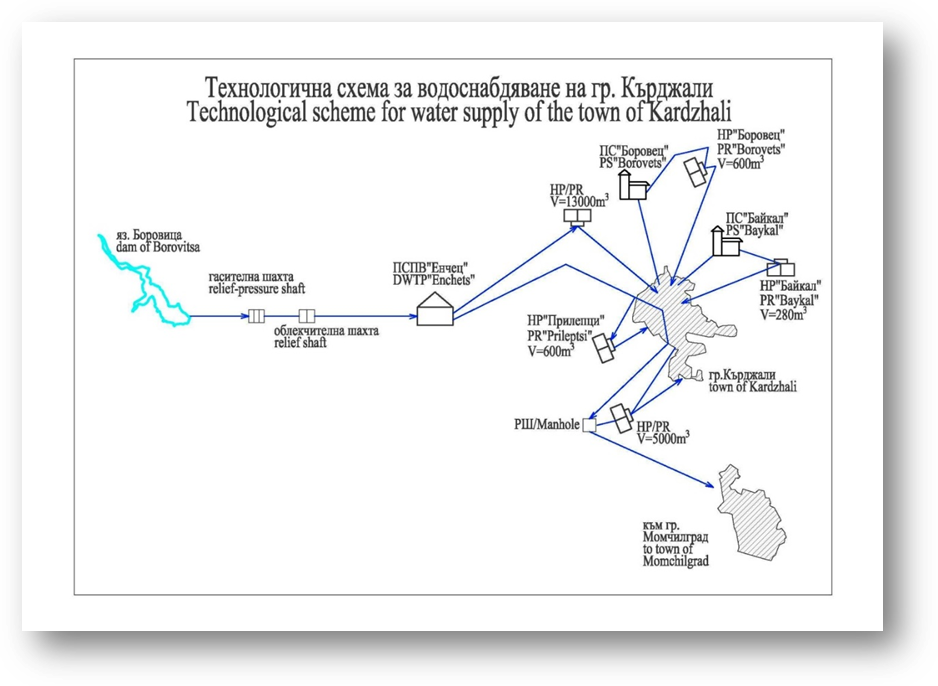 Технологична схема за водоснабдяване на гр. Кърджали
Technological scheme for water supply of the town of Kardzhali
НР"Боровец"
PR"Borovets"
V=600m³
ПС"Боровец"
PS"Borovets"
НР/PR
V=13000m³
ПС"Байкал"
PS"Baykal"
яз. Боровица
dam of Borovitsa
ПСПВ"Енчец"
DWTP"Enchets"
гасителна шахта
relief-pressure shaft
НР"Байкал"
PR"Baykal"
V=280m³
облекчителна шахта
relief shaft
НР"Прилепци"
PR"Prileptsi"
V=600m³
гр.Кърджали
town of Kardzhali
РШ/Manhole
НР/PR
V=5000m³
към гр.
Момчилград
to town of
Momchilgrad